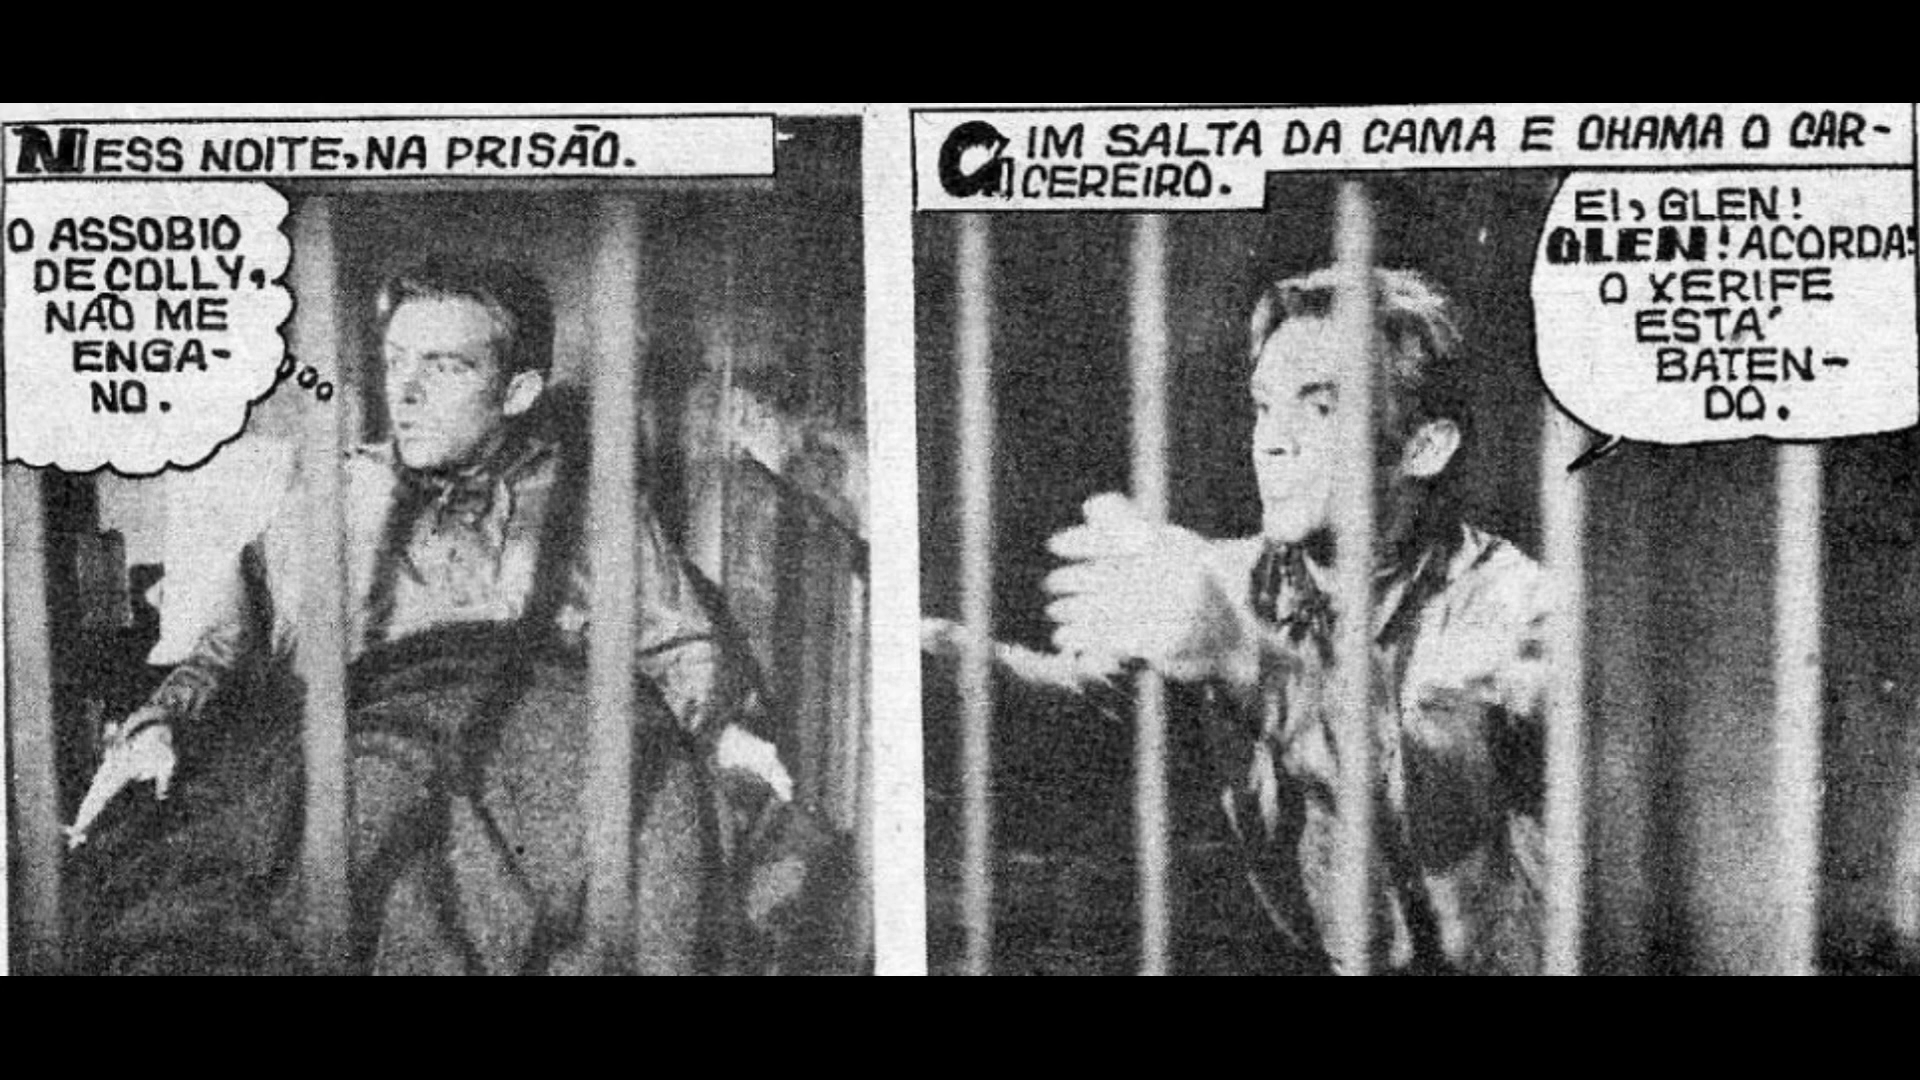 NESS NOITE, NA PRISÃO.
O ASSOBIO
DE COLLY,
NÃO ME
ENGA-
NO.
GIM SALTA DA CAMA E CHAMA O CAR-
CEREIRO.
EI, GLEN!
GLEN! ACORDA!
O XERIFE
ESTÁ
BATEN-
DO.